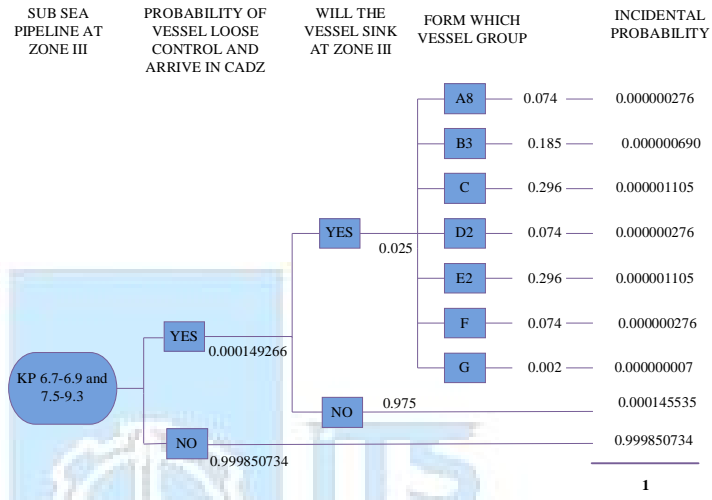 SUB SEA
PIPELINE AT
ZONE III
PROBABILITY OF
VESSEL LOOSE
CONTROL AND
ARRIVE IN CADZ
WILL THE
VESSEL SINK
AT ZONE III
FORM WHICH
VESSEL GROUP
INCIDENTAL
PROBABILITY
A8 0.074 0.000000276
B3 0.185 0.000000690
C 0.296 0.000001105
YES 0.025 D2 0.074 0.000000276
E2 0.296 0.000001105
YES 0.000149266 F 0.074 0.000000276
G 0.002 0.000000007
KP 6.7-6.9 and
7.5-9.3
NO 0.975 0.000145535
NO 0.999850734 0.999850734
ITS
1